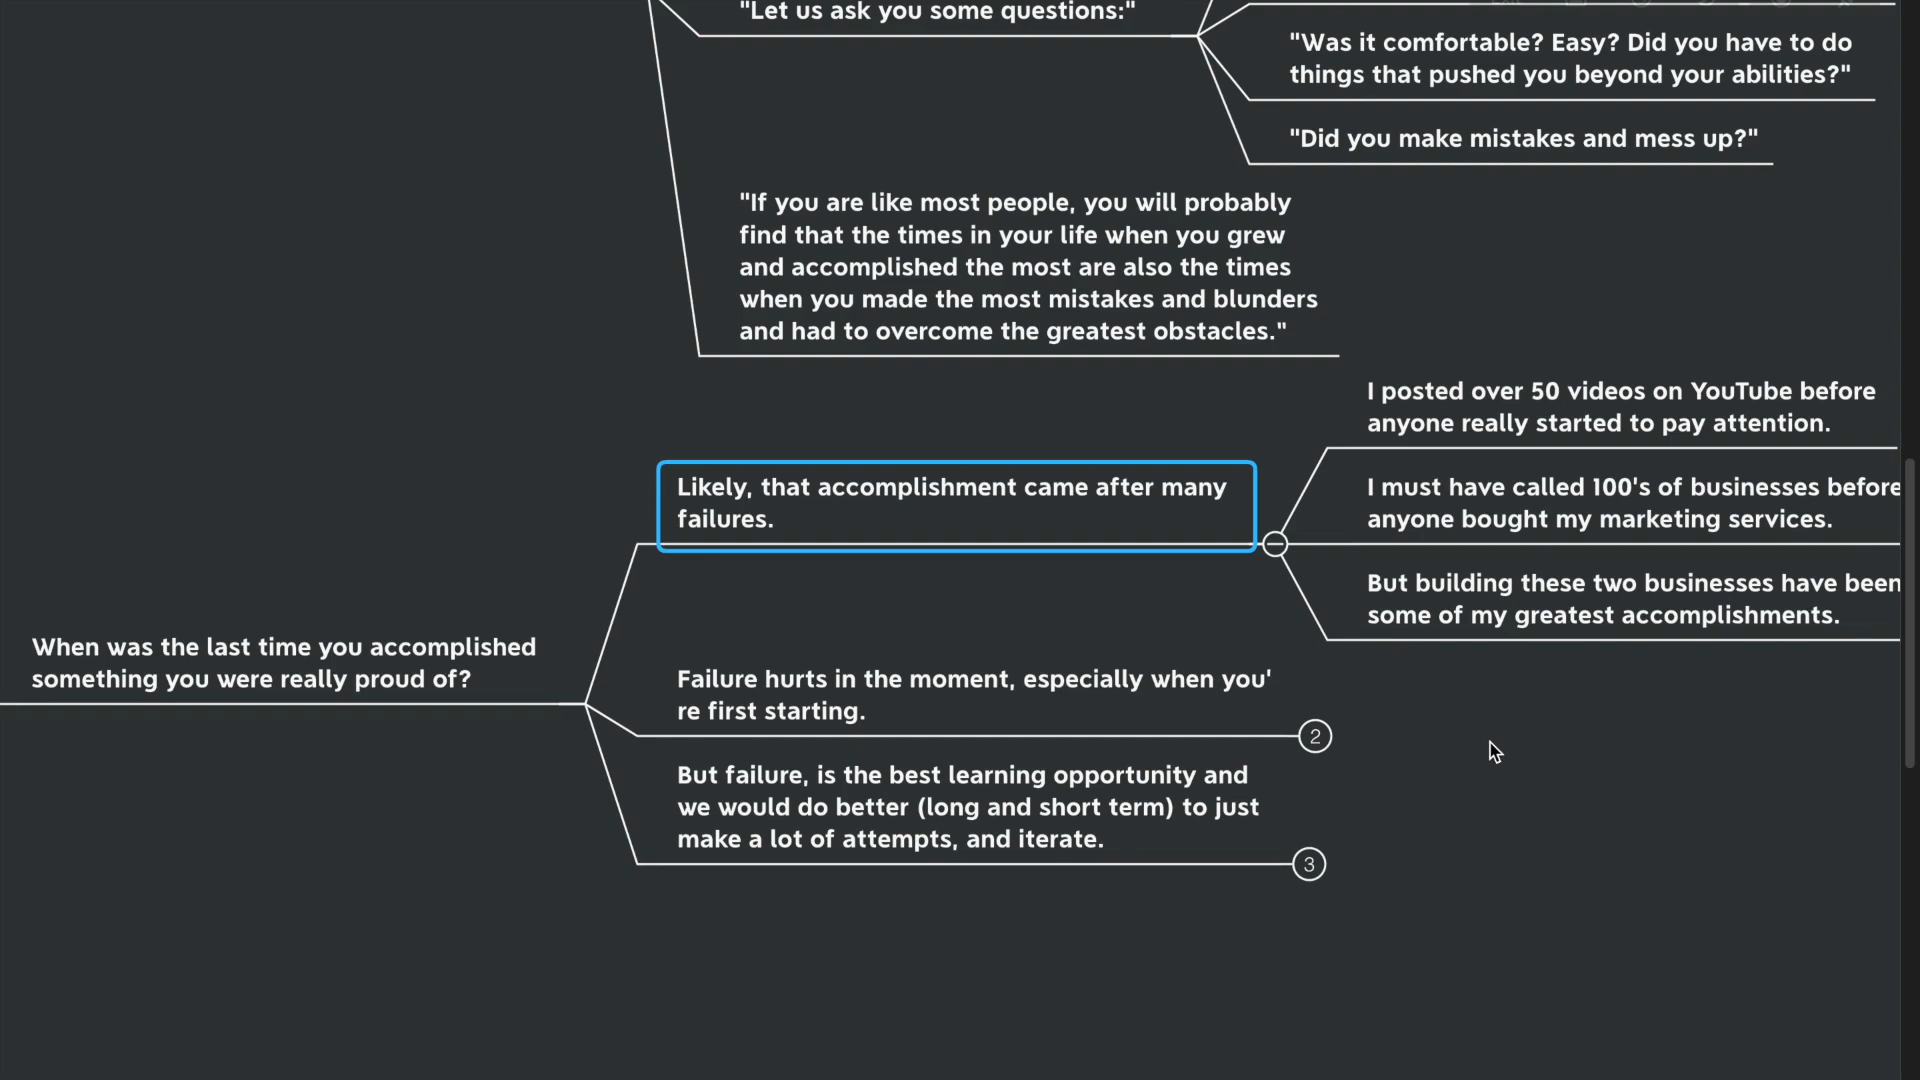 "Let us ask you some questions:"
"Was it comfortable? Easy? Did you have to do
things that pushed you beyond your abilities?"
"Did you make mistakes and mess up?"
"If you are like most people, you will probably
find that the times in your life when you grew
and accomplished the most are also the times
when you made the most mistakes and blunders
and had to overcome the greatest obstacles."
When was the last time you accomplished
something you were really proud of?
Likely, that accomplishment came after many
failures.
I posted over 50 videos on YouTube before
anyone really started to pay attention.
I must have called 100's of businesses before
anyone bought my marketing services.
But building these two businesses have been
some of my greatest accomplishments.
Failure hurts in the moment, especially when you'
re first starting.
2
But failure, is the best learning opportunity and
we would do better (long and short term) to just
make a lot of attempts, and iterate.
3